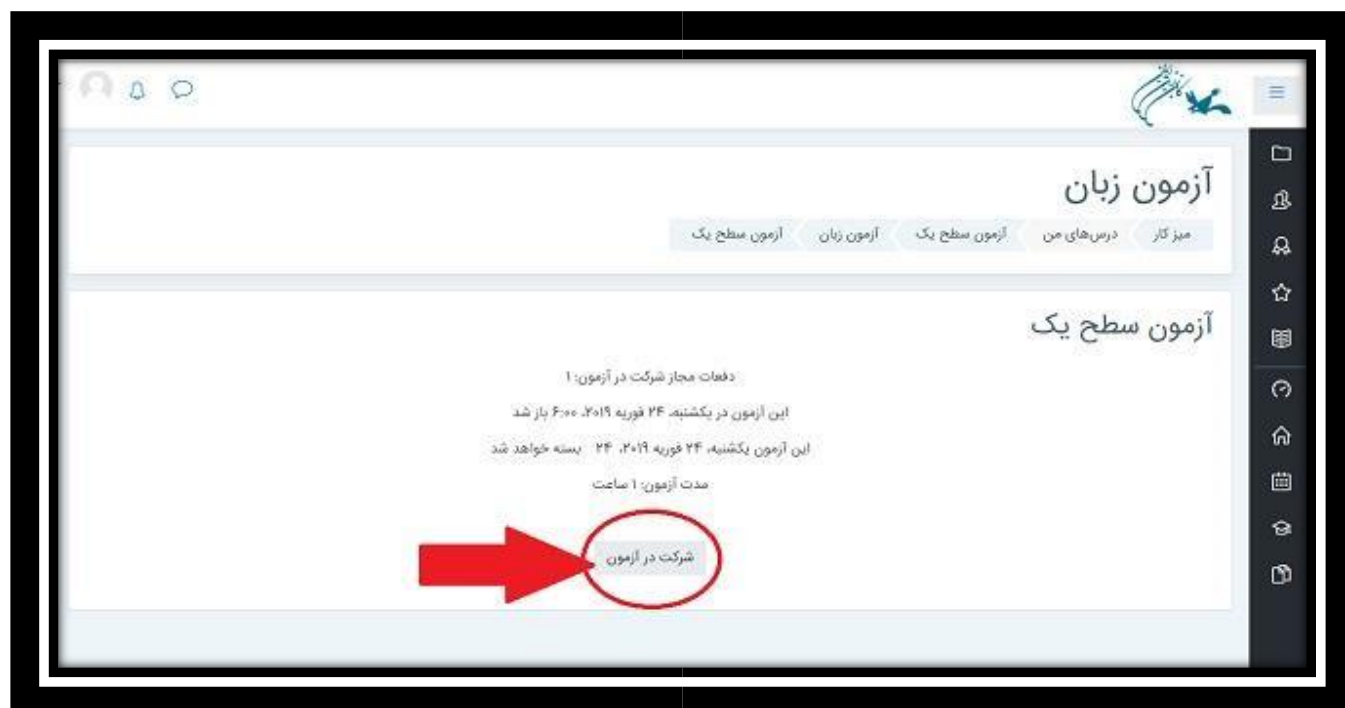 آزمون زبان
میز کار
درس‌های من
آزمون سطح یک
آزمون زبان
آزمون سطح یک
آزمون سطح یک
دفعات مجاز شرکت در آزمون: ۱
این آزمون در یکشنبه، ۲۴ فوریه ۲۰۱۹، ۶:۰۰ باز شد
این آزمون یکشنبه، ۲۴ فوریه ۲۰۱۹، ۲۴ بسته خواهد شد
مدت آزمون: ۱ ساعت
شرکت در آزمون